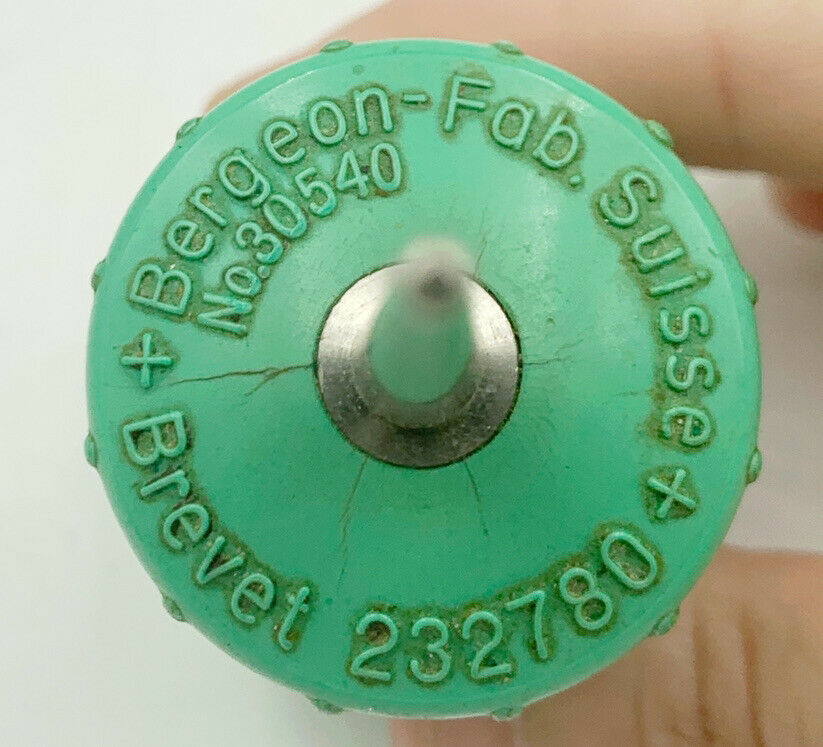 Bergeon-Fab. Suisse
No.30540
Brevet 232780